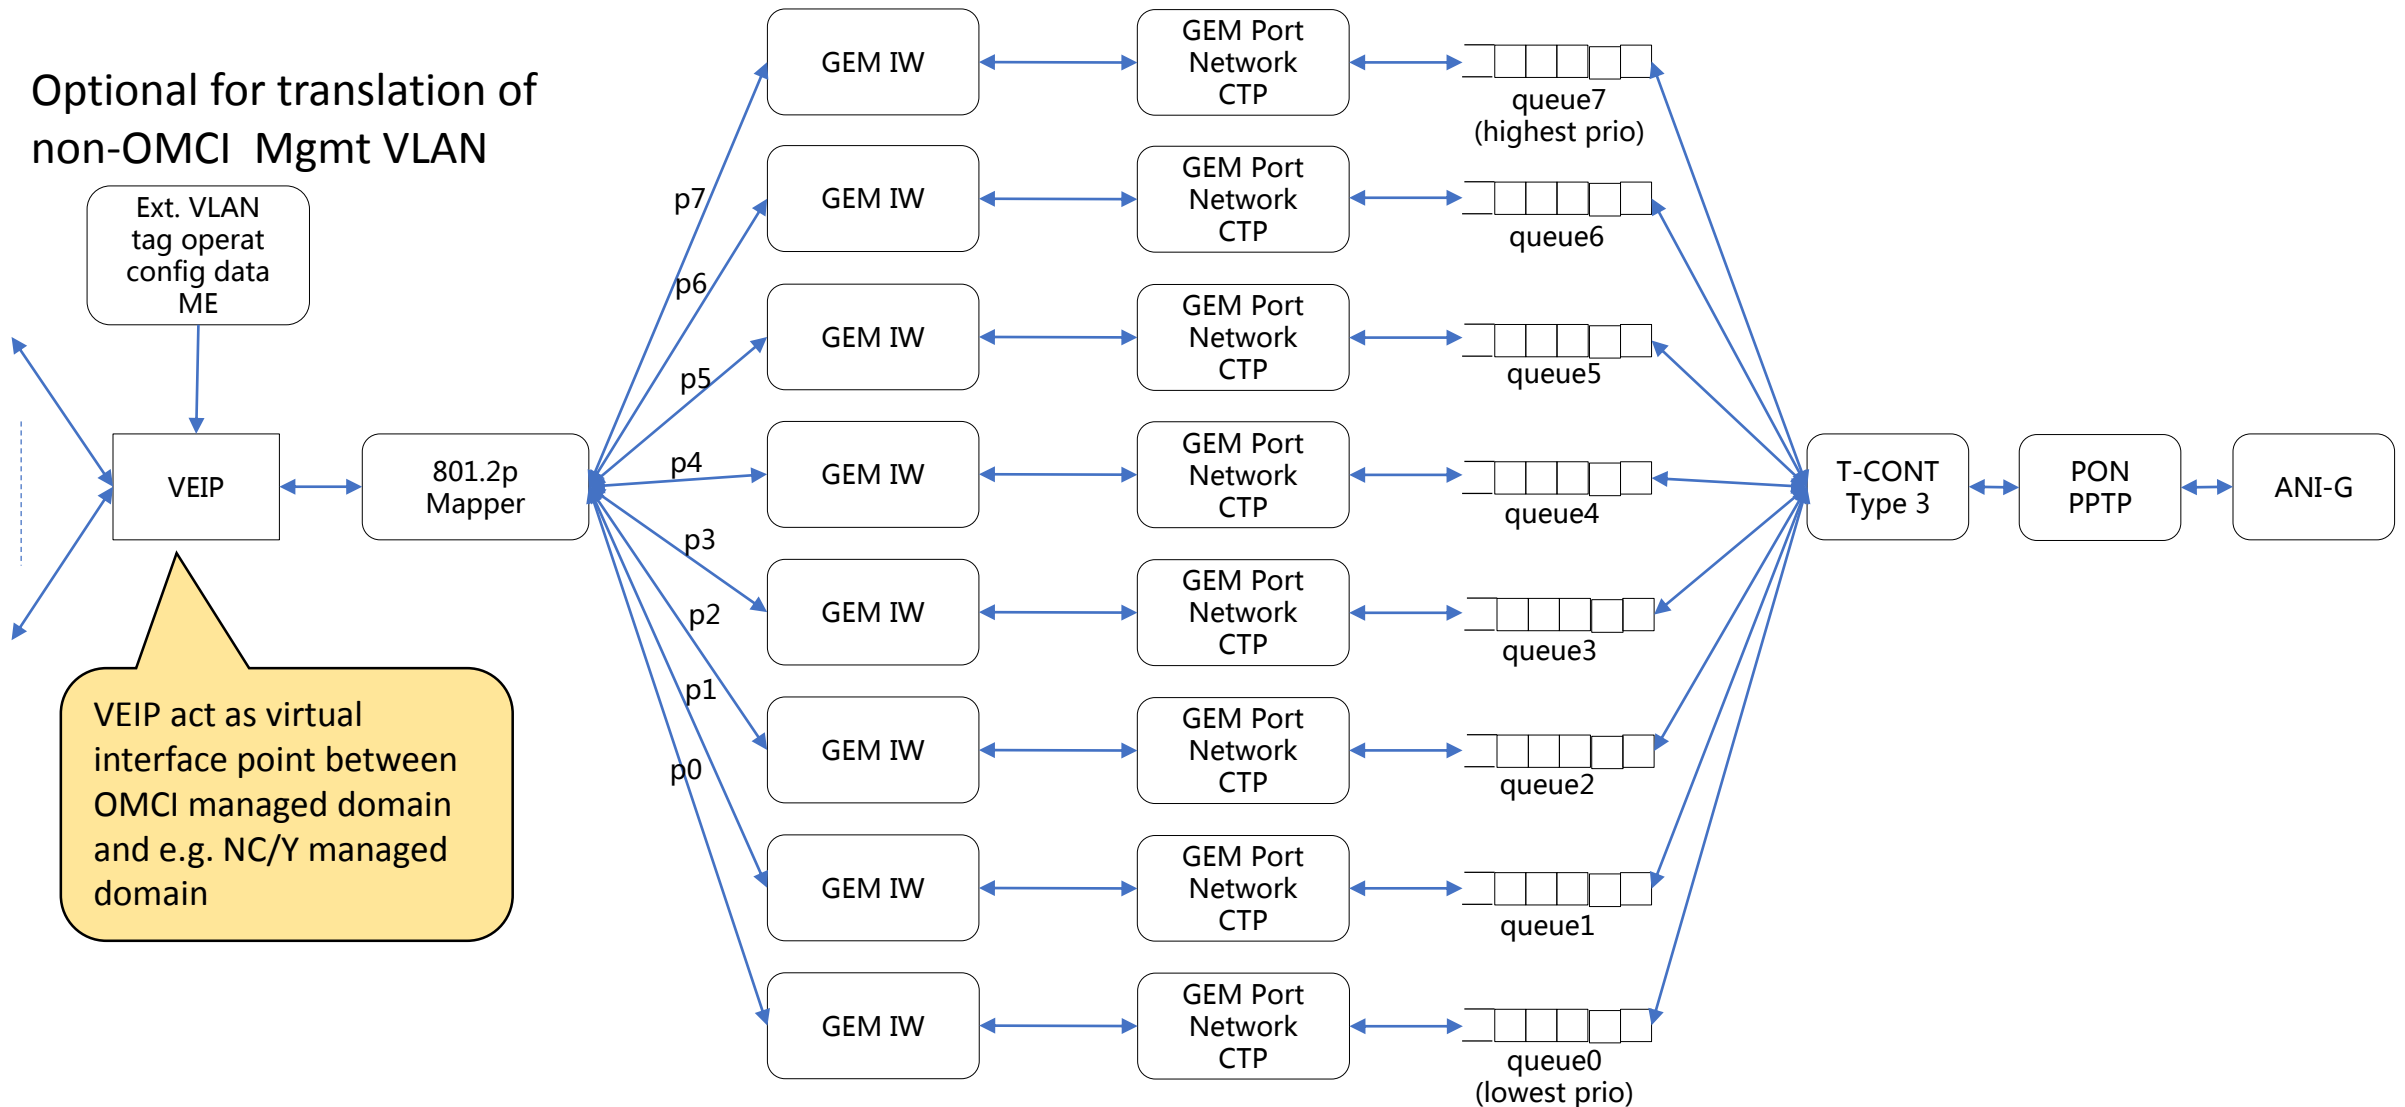 Optional for translation of
non-OMCI  Mgmt VLAN
Ext. VLAN
tag operat
config data
ME
VEIP
801.2p
Mapper
VEIP act as virtual
interface point between
OMCI managed domain
and e.g. NC/Y managed
domain
p7
p6
p5
p4
p3
p2
p1
p0
GEM IW
GEM Port
Network
CTP
queue7
(highest prio)
GEM IW
GEM Port
Network
CTP
queue6
GEM IW
GEM Port
Network
CTP
queue5
GEM IW
GEM Port
Network
CTP
queue4
GEM IW
GEM Port
Network
CTP
queue3
GEM IW
GEM Port
Network
CTP
queue2
GEM IW
GEM Port
Network
CTP
queue1
GEM IW
GEM Port
Network
CTP
queue0
(lowest prio)
T-CONT
Type 3
PON
PPTP
ANI-G